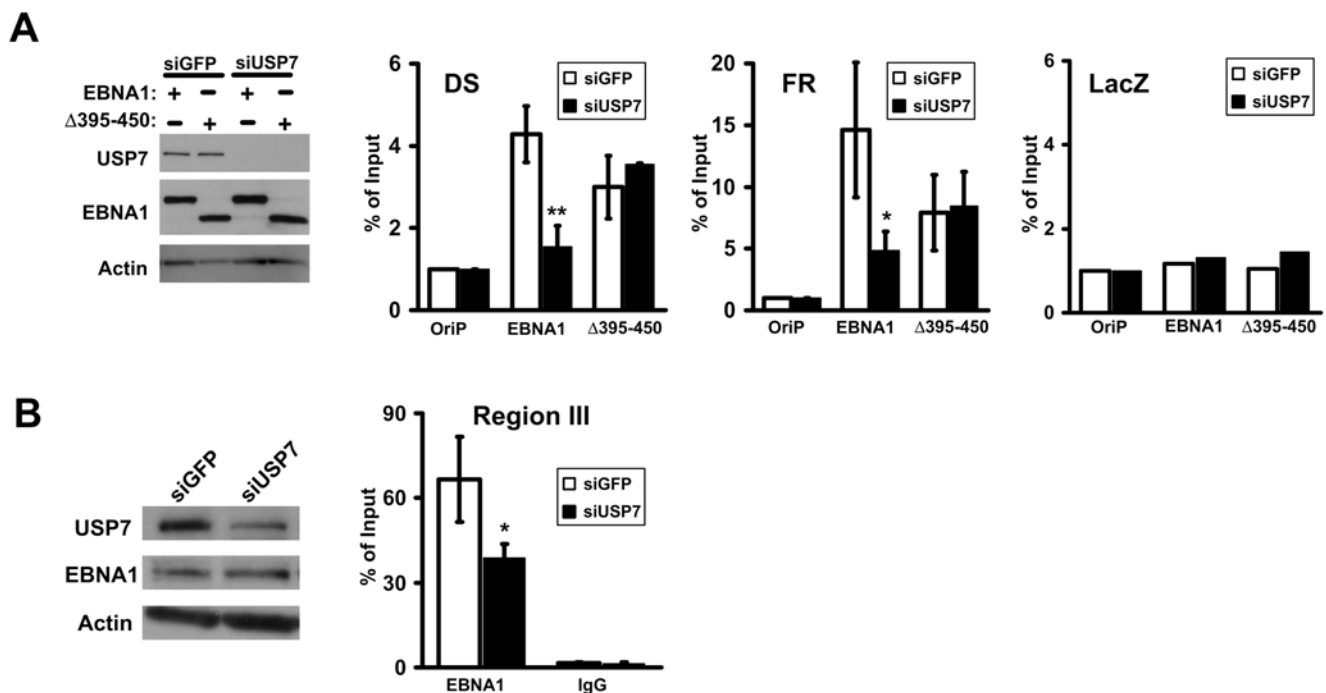 A
siGFP siUSP7
EBNA1: + - + -
Δ395-450: - + - +
USP7
EBNA1
Actin
DS
siGFP
siUSP7
% of Input
6
4
2
0
**
OriP EBNA1 Δ395-450
FR
siGFP
siUSP7
% of Input
20
15
10
5
0
*
OriP EBNA1 Δ395-450
LacZ
siGFP
siUSP7
% of Input
6
4
2
0
OriP EBNA1 Δ395-450
B
siGFP siUSP7
USP7
EBNA1
Actin
Region III
siGFP
siUSP7
% of Input
90
60
30
0
*
EBNA1 IgG